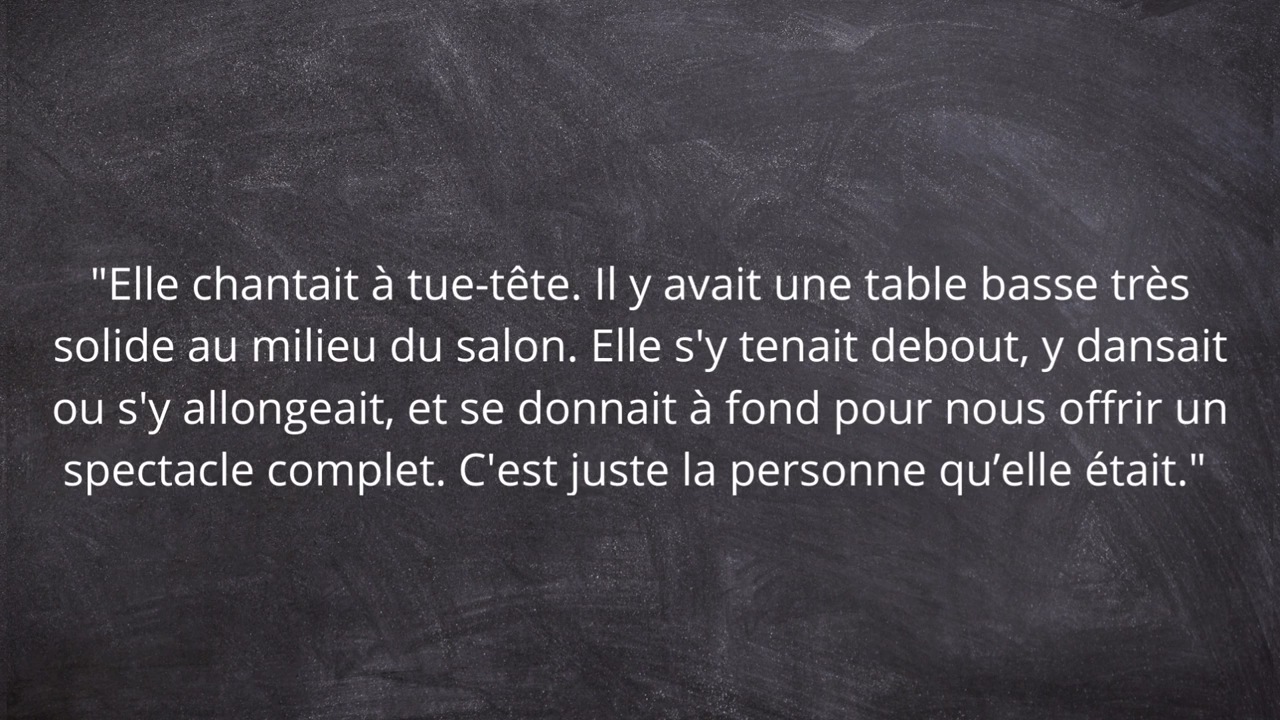 "Elle chantait à tue-tête. Il y avait une table basse très
solide au milieu du salon. Elle s'y tenait debout, y dansait
ou s'y allongeait, et se donnait à fond pour nous offrir un
spectacle complet. C'est juste la personne qu’elle était."